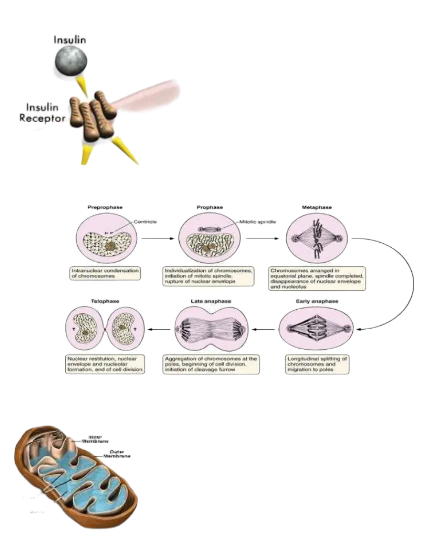 Insulin
Insulin
Receptor
Preprophase
Prophase
Metaphase
Centriole
Mitotic spindle
Intranuclear condensation
of chromosomes
Individualization of chromosomes,
initiation of mitotic spindle,
rupture of nuclear envelope
Chromosomes arranged in
equatorial plane, spindle completed,
disappearance of nuclear envelope
and nucleolus
Telophase
Late anaphase
Early anaphase
Nuclear restitution, nuclear
envelope and nucleolar
formation, end of cell division
Aggregation of chromosomes at the
poles, beginning of cell division,
initiation of cleavage furrow
Longitudinal splitting of
chromosomes and
migration to poles
Inner
Membrane
Outer
Membrane